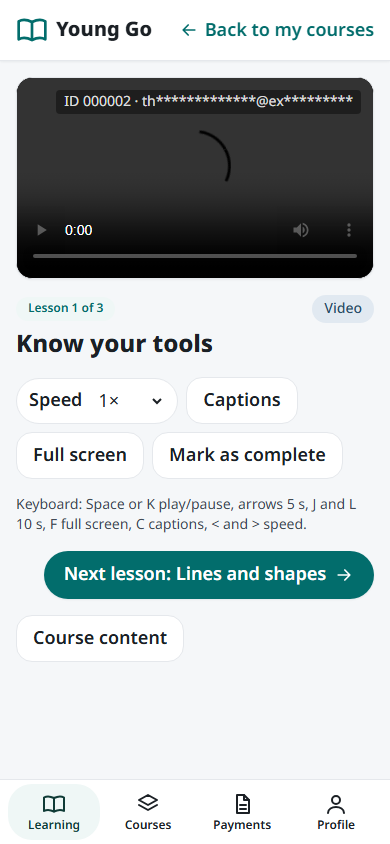 Young Go
← Back to my courses
ID 000002 · th*************@ex*********
0:00
Lesson 1 of 3
Video
Know your tools
Speed 1×
Captions
Full screen
Mark as complete
Keyboard: Space or K play/pause, arrows 5 s, J and L
10 s, F full screen, C captions, < and > speed.
Next lesson: Lines and shapes →
Course content
Learning
Courses
Payments
Profile